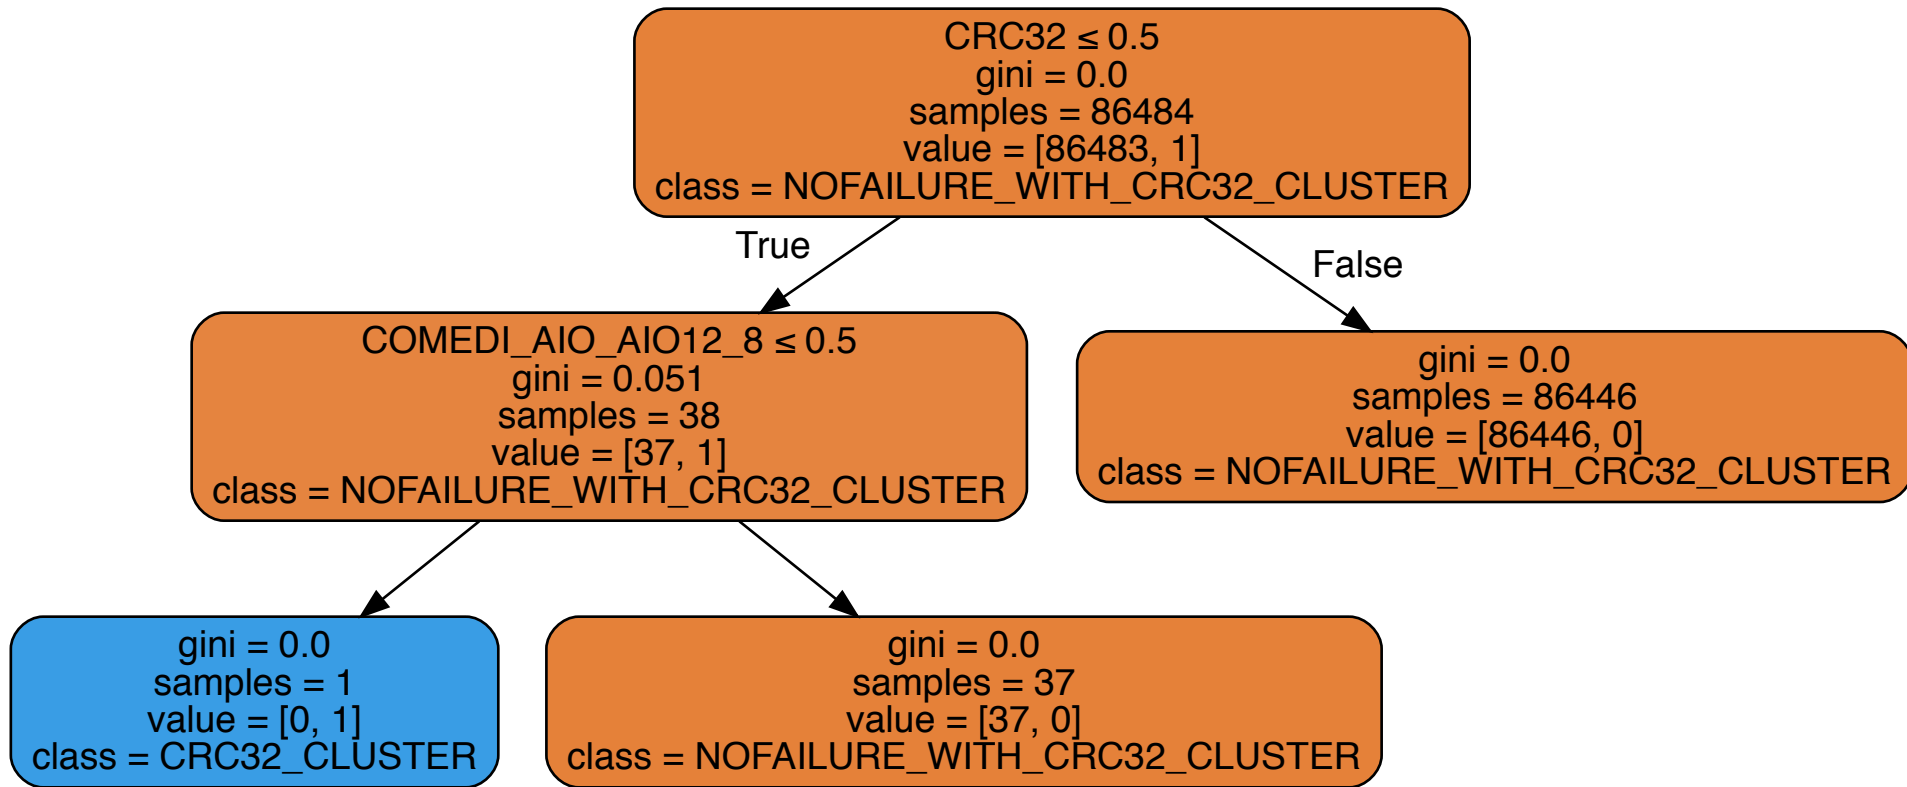 CRC32 ≤ 0.5
gini = 0.0
samples = 86484
value = [86483, 1]
class = NOFAILURE_WITH_CRC32_CLUSTER
True
False
COMEDI_AIO_AIO12_8 ≤ 0.5
gini = 0.051
samples = 38
value = [37, 1]
class = NOFAILURE_WITH_CRC32_CLUSTER
gini = 0.0
samples = 86446
value = [86446, 0]
class = NOFAILURE_WITH_CRC32_CLUSTER
gini = 0.0
samples = 1
value = [0, 1]
class = CRC32_CLUSTER
gini = 0.0
samples = 37
value = [37, 0]
class = NOFAILURE_WITH_CRC32_CLUSTER